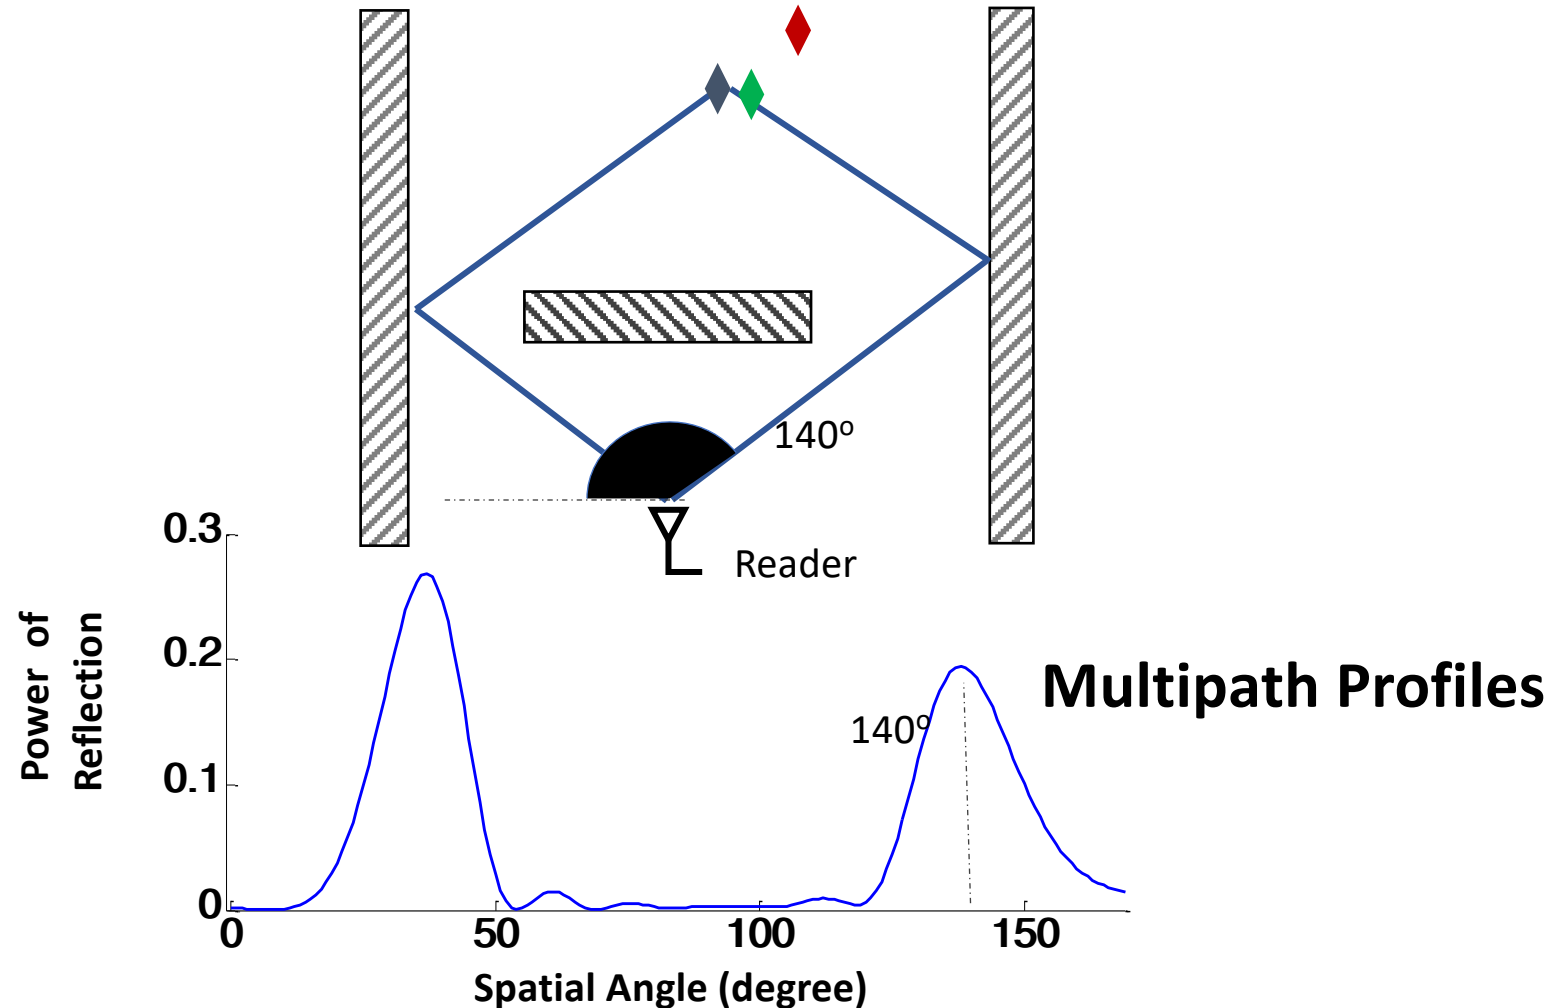 140º
Reader
0.3
0.2
0.1
0
Power of
Reflection
140º
Multipath Profiles
0
50
100
150
Spatial Angle (degree)